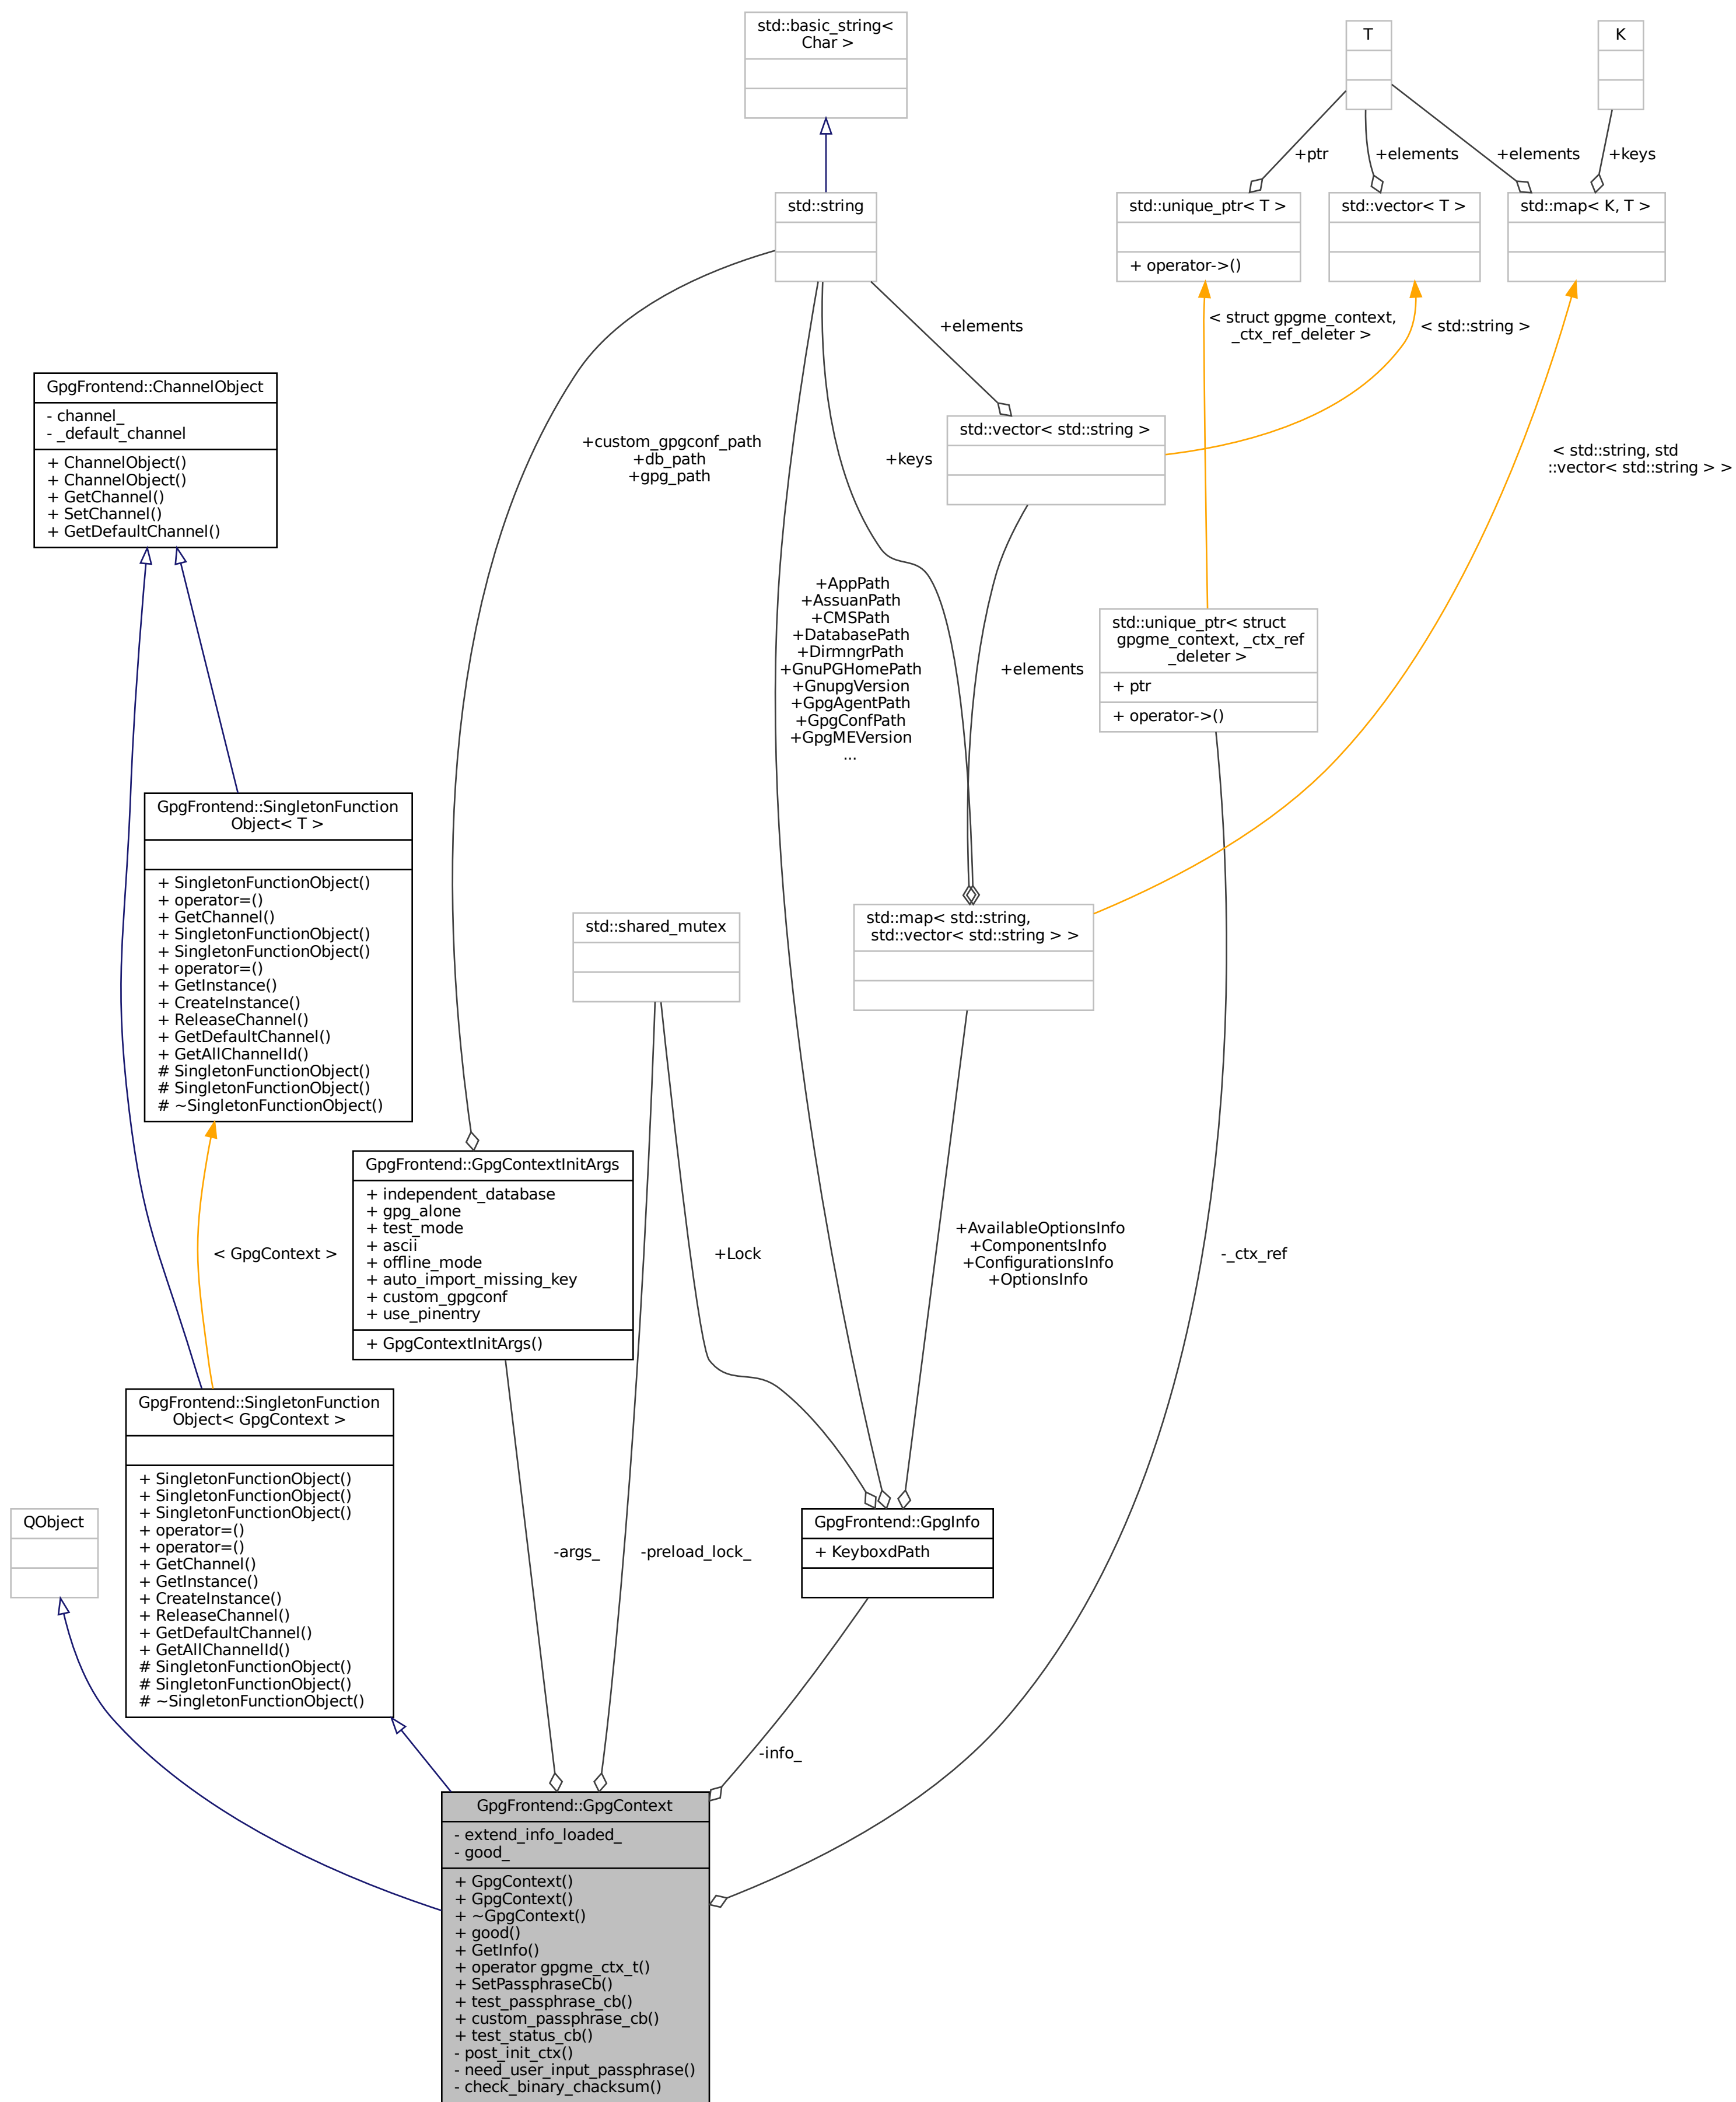 std::basic_string<
Char >
T
K
+ptr
+elements
+elements
+keys
std::string
std::unique_ptr< T >
+ operator->()
std::vector< T >
std::map< K, T >
< struct gpgme_context,
_ctx_ref_deleter >
+elements
< std::string >
GpgFrontend::ChannelObject
- channel_
- _default_channel
+ ChannelObject()
+ ChannelObject()
+ GetChannel()
+ SetChannel()
+ GetDefaultChannel()
+custom_gpgconf_path
+db_path
+gpg_path
+keys
std::vector< std::string >
< std::string, std
::vector< std::string > >
+AppPath
+AssuanPath
+CMSPath
+DatabasePath
+DirmngrPath
+GnuPGHomePath
+GnupgVersion
+GpgAgentPath
+GpgConfPath
+GpgMEVersion
...
+elements
std::unique_ptr< struct
gpgme_context, _ctx_ref
_deleter >
+ ptr
+ operator->()
GpgFrontend::SingletonFunction
Object< T >
+ SingletonFunctionObject()
+ operator=()
+ GetChannel()
+ SingletonFunctionObject()
+ SingletonFunctionObject()
+ operator=()
+ GetInstance()
+ CreateInstance()
+ ReleaseChannel()
+ GetDefaultChannel()
+ GetAllChannelId()
# SingletonFunctionObject()
# SingletonFunctionObject()
# ~SingletonFunctionObject()
std::shared_mutex
std::map< std::string,
std::vector< std::string > >
< GpgContext >
GpgFrontend::GpgContextInitArgs
+ independent_database
+ gpg_alone
+ test_mode
+ ascii
+ offline_mode
+ auto_import_missing_key
+ custom_gpgconf
+ use_pinentry
+ GpgContextInitArgs()
+Lock
+AvailableOptionsInfo
+ComponentsInfo
+ConfigurationsInfo
+OptionsInfo
-_ctx_ref
QObject
GpgFrontend::SingletonFunction
Object< GpgContext >
+ SingletonFunctionObject()
+ SingletonFunctionObject()
+ SingletonFunctionObject()
+ operator=()
+ operator=()
+ GetChannel()
+ GetInstance()
+ CreateInstance()
+ ReleaseChannel()
+ GetDefaultChannel()
+ GetAllChannelId()
# SingletonFunctionObject()
# SingletonFunctionObject()
# ~SingletonFunctionObject()
-args_
-preload_lock_
GpgFrontend::GpgInfo
+ KeyboxdPath
-info_
GpgFrontend::GpgContext
- extend_info_loaded_
- good_
+ GpgContext()
+ GpgContext()
+ ~GpgContext()
+ good()
+ GetInfo()
+ operator gpgme_ctx_t()
+ SetPassphraseCb()
+ test_passphrase_cb()
+ custom_passphrase_cb()
+ test_status_cb()
- post_init_ctx()
- need_user_input_passphrase()
- check_binary_chacksum()